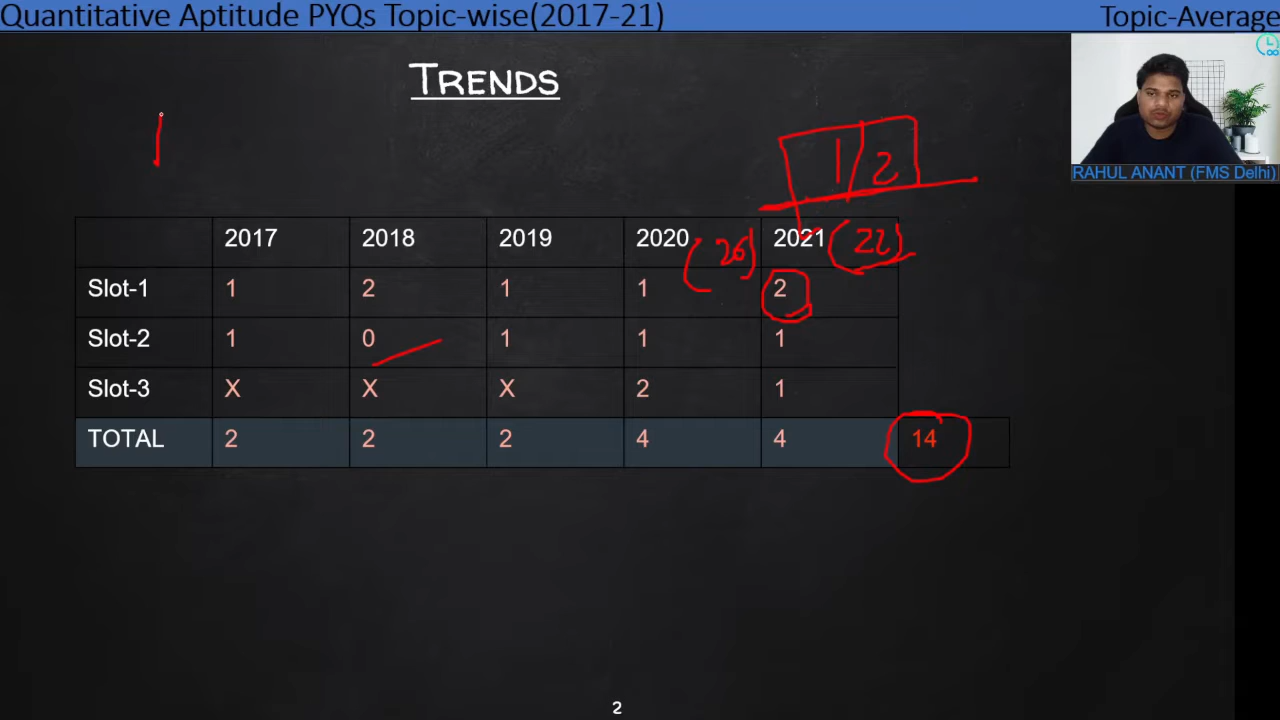 Quantitative Aptitude PYQs Topic-wise(2017-21) Topic-Average
TRENDS
RAHUL ANANT (FMS Delhi)
1 2
2017 2018 2019 2020 (26) 2021 (22)
Slot-1 1 2 1 1 2
Slot-2 1 0 1 1 1
Slot-3 X X X 2 1
TOTAL 2 2 2 4 4 14
2